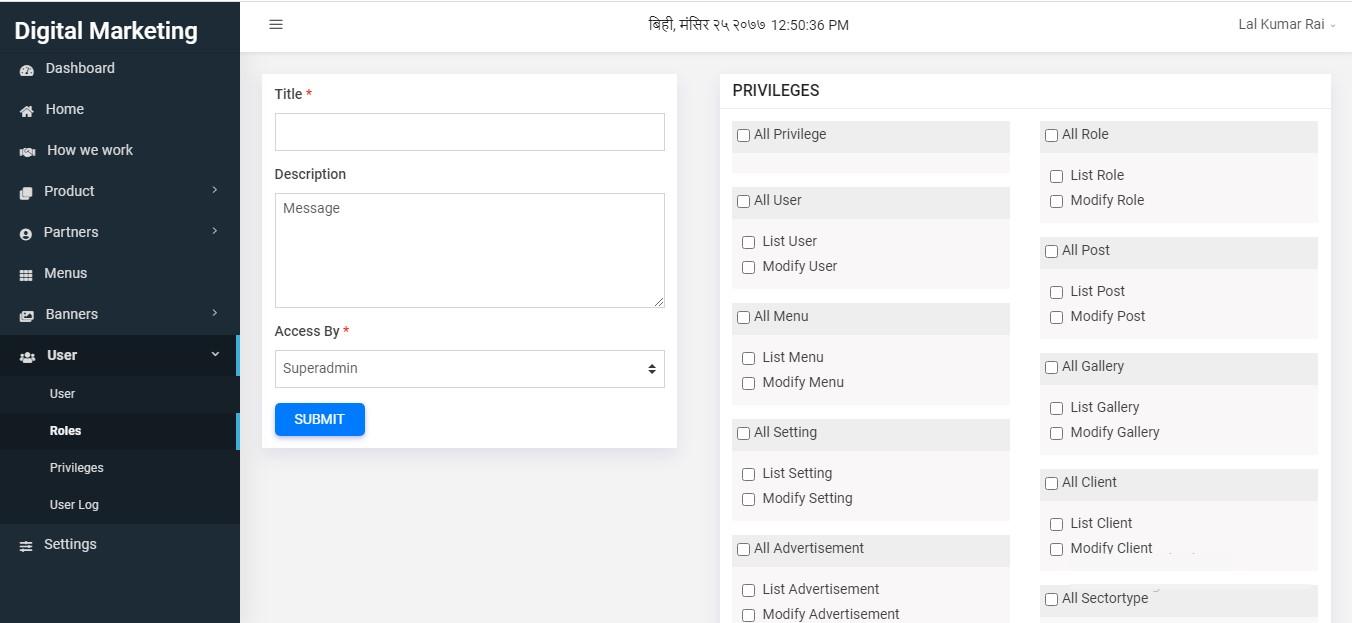 Digital Marketing
बिही, मंसिर २५ २०७७ 12:50:36 PM
Lal Kumar Rai
Dashboard
Home
How we work
Product
Partners
Menus
Banners
User
User
Roles
Privileges
User Log
Settings
Title *
Description
Message
Access By *
Superadmin
SUBMIT
PRIVILEGES
All Privilege
All User
List User
Modify User
All Menu
List Menu
Modify Menu
All Setting
List Setting
Modify Setting
All Advertisement
List Advertisement
Modify Advertisement
All Role
List Role
Modify Role
All Post
List Post
Modify Post
All Gallery
List Gallery
Modify Gallery
All Client
List Client
Modify Client
All Sectortype